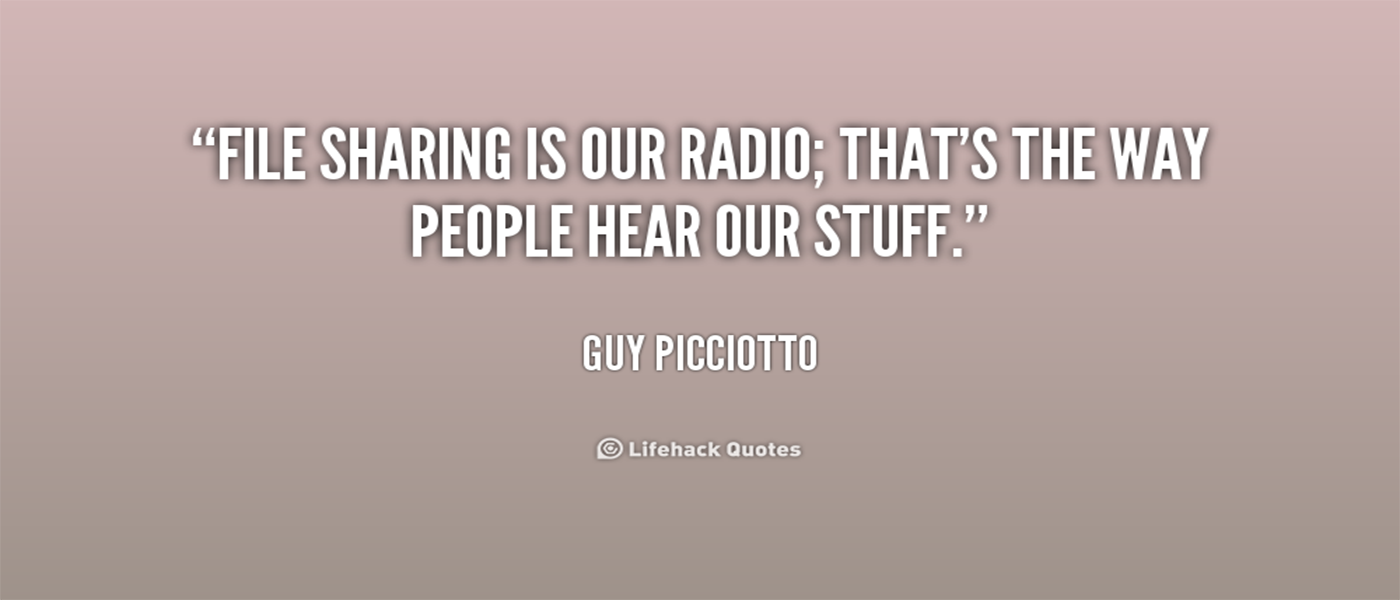 “FILE SHARING IS OUR RADIO; THAT’S THE WAY
PEOPLE HEAR OUR STUFF.”
GUY PICCIOTTO
Lifehack Quotes